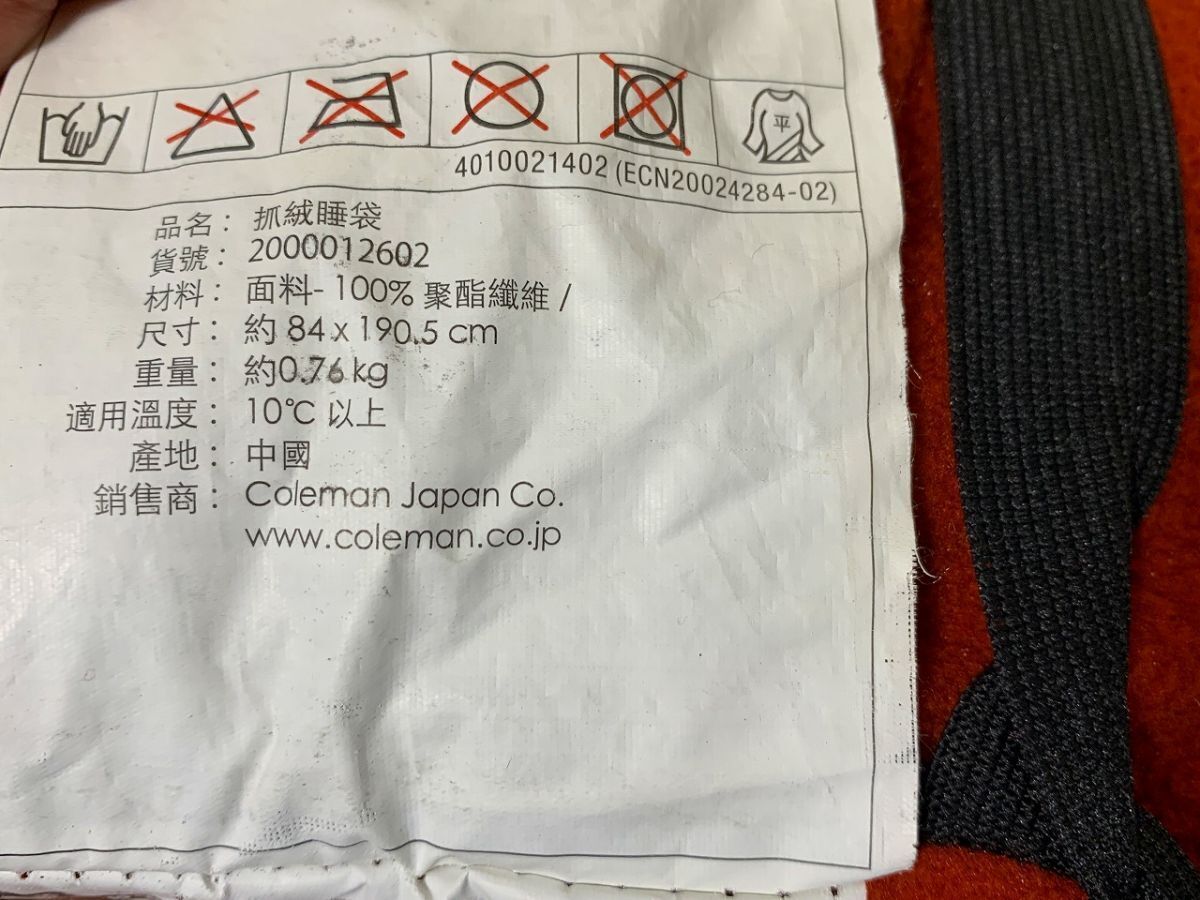 平
4010021402 (ECN20024284-02)
品名： 抓絨睡袋
貨號： 2000012602
材料： 面料- 100% 聚酯纖維 /
尺寸： 約 84 x 190.5 cm
重量： 約0.76 kg
適用溫度： 10℃ 以上
產地： 中國
銷售商： Coleman Japan Co.
www.coleman.co.jp